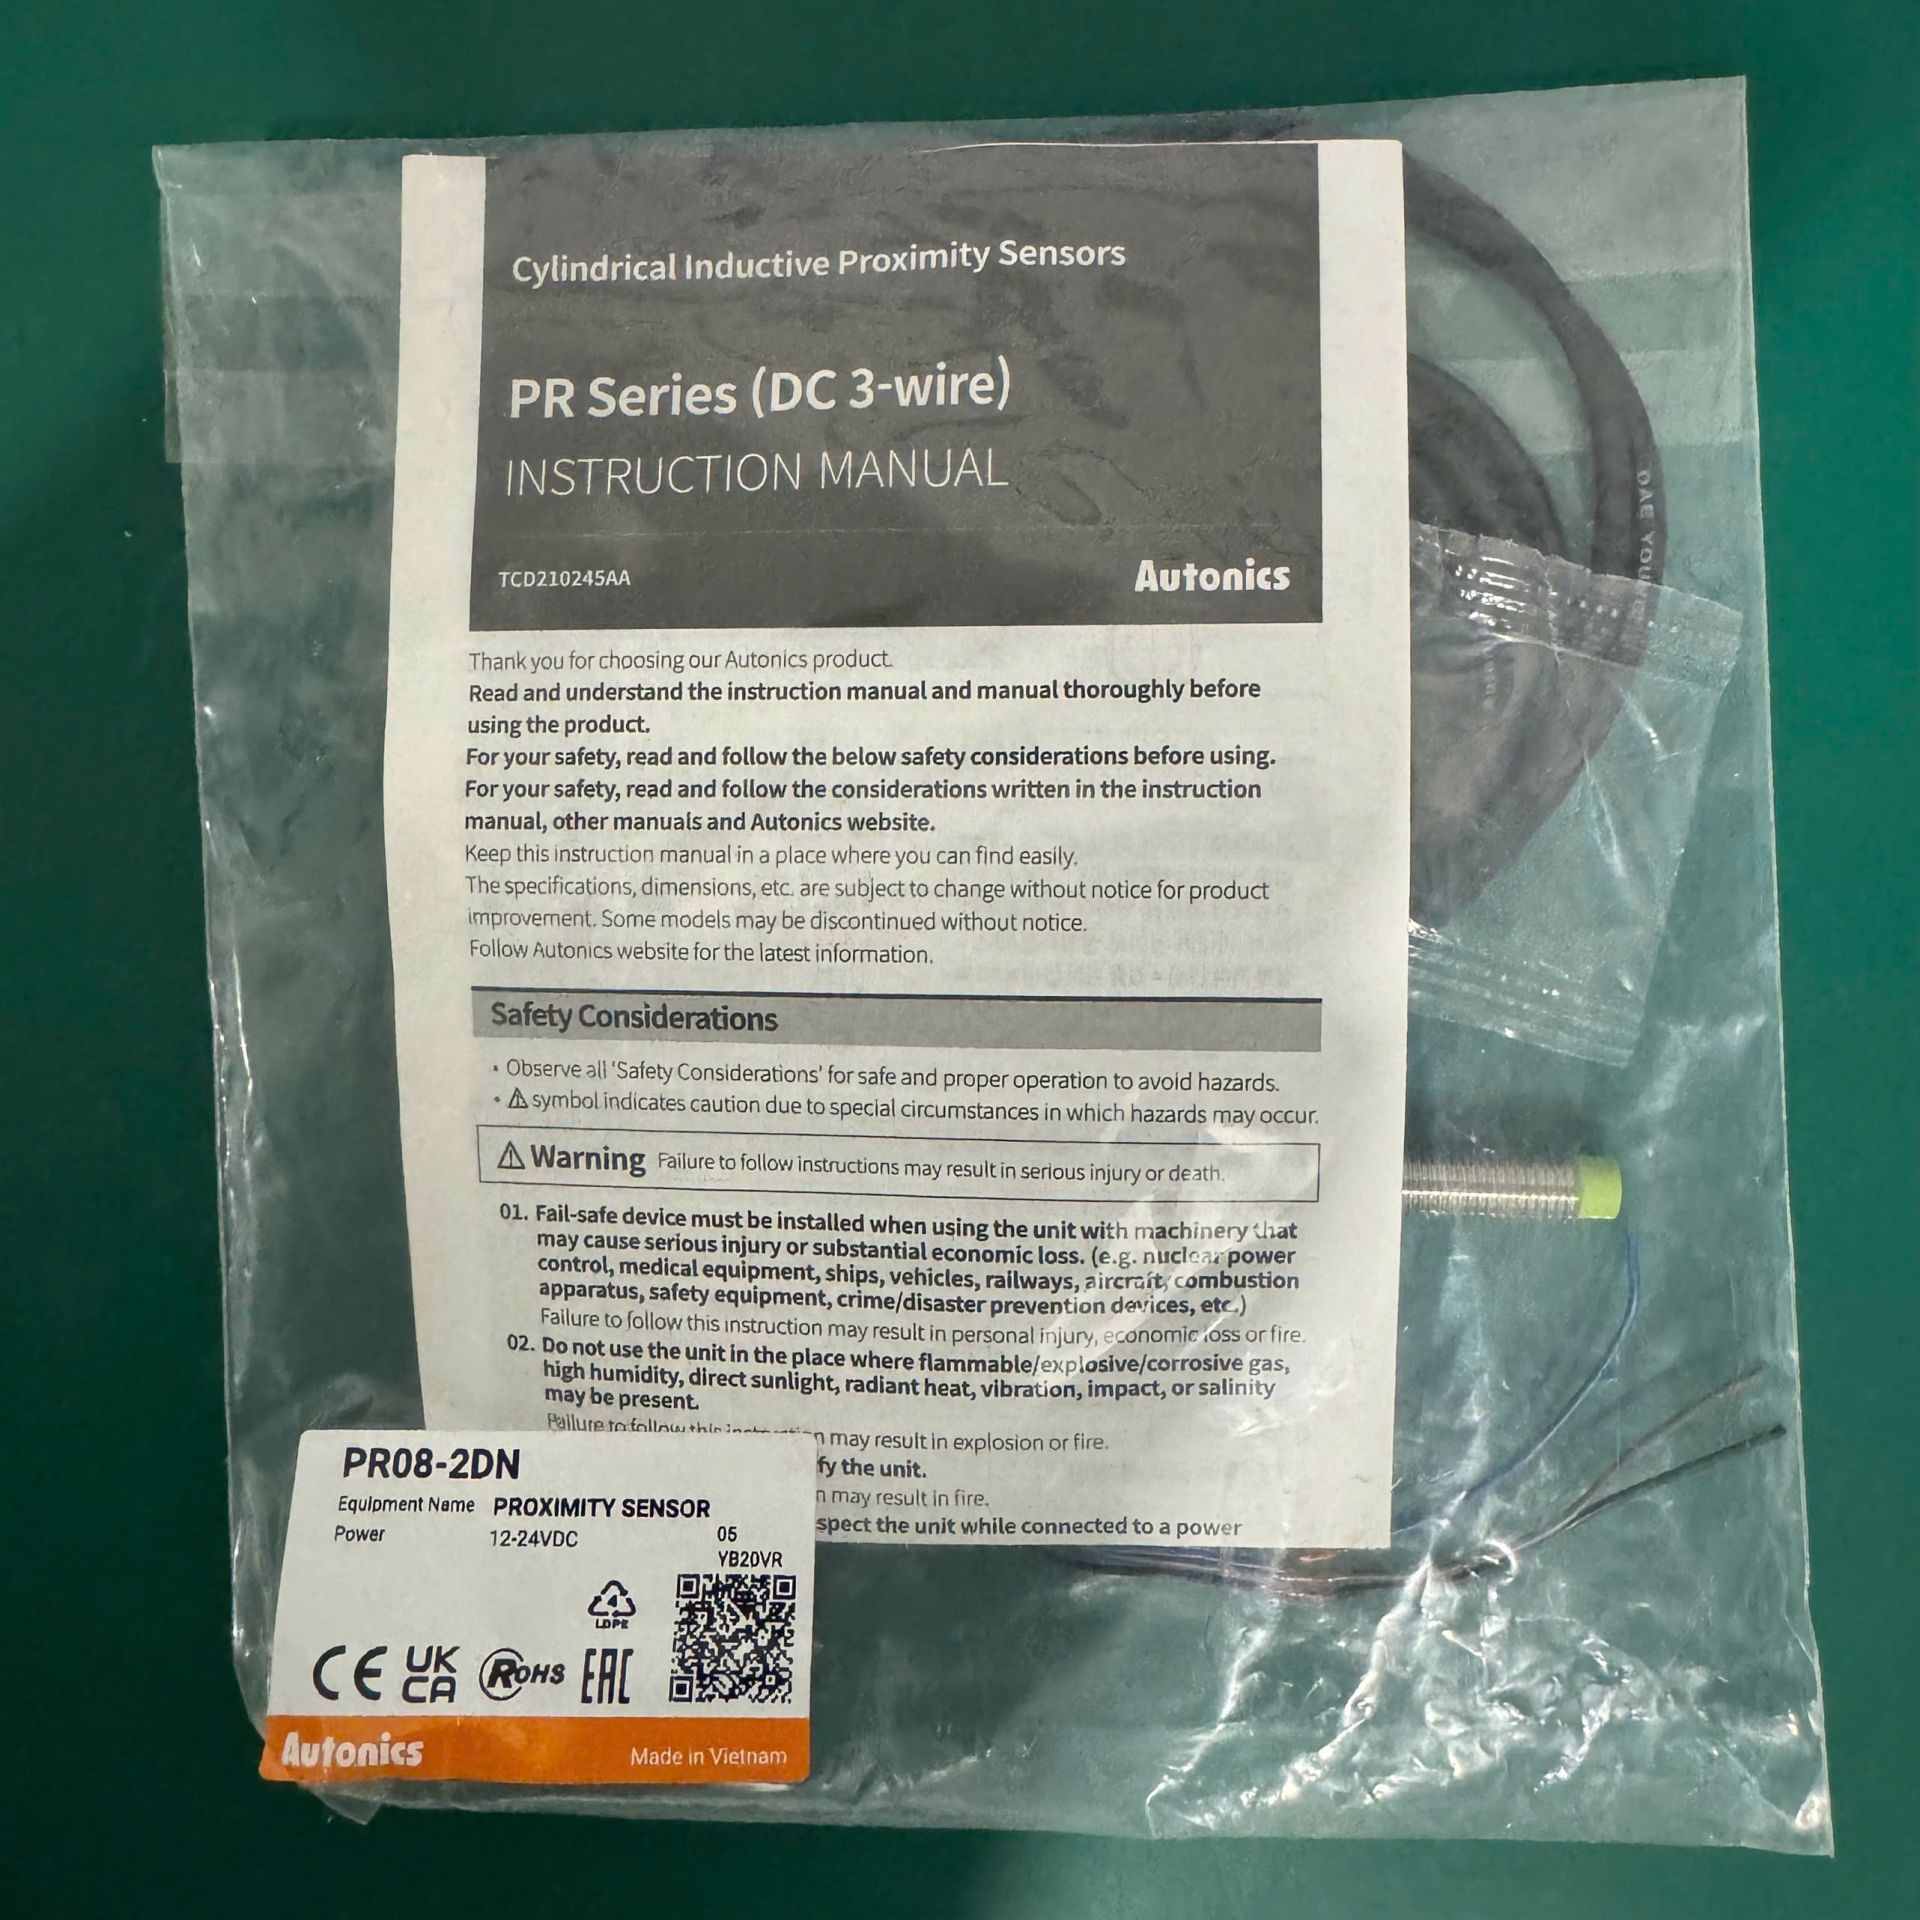 Cylindrical Inductive Proximity Sensors
PR Series (DC 3-wire)
INSTRUCTION MANUAL
TCD210245AA
Autonics
Thank you for choosing our Autonics product.
Read and understand the instruction manual and manual thoroughly before
using the product.
For your safety, read and follow the below safety considerations before using.
For your safety, read and follow the considerations written in the instruction
manual, other manuals and Autonics website.
Keep this instruction manual in a place where you can find easily.
The specifications, dimensions, etc. are subject to change without notice for product
improvement. Some models may be discontinued without notice.
Follow Autonics website for the latest information.
Safety Considerations
• Observe all 'Safety Considerations' for safe and proper operation to avoid hazards.
• ⚠ symbol indicates caution due to special circumstances in which hazards may occur.
⚠ Warning Failure to follow instructions may result in serious injury or death.
01. Fail-safe device must be installed when using the unit with machinery that
may cause serious injury or substantial economic loss. (e.g. nuclear power
control, medical equipment, ships, vehicles, railways, aircraft, combustion
apparatus, safety equipment, crime/disaster prevention devices, etc.)
Failure to follow this instruction may result in personal injury, economic loss or fire.
02. Do not use the unit in the place where flammable/explosive/corrosive gas,
high humidity, direct sunlight, radiant heat, vibration, impact, or salinity
may be present.
Failure to follow this instruction may result in explosion or fire.
fy the unit.
n may result in fire.
spect the unit while connected to a power
PR08-2DN
Equipment Name PROXIMITY SENSOR
Power 12-24VDC 05
YB20VR
4
LDPE
CE UK CA RoHS EAC
Autonics Made in Vietnam
DAE YOU